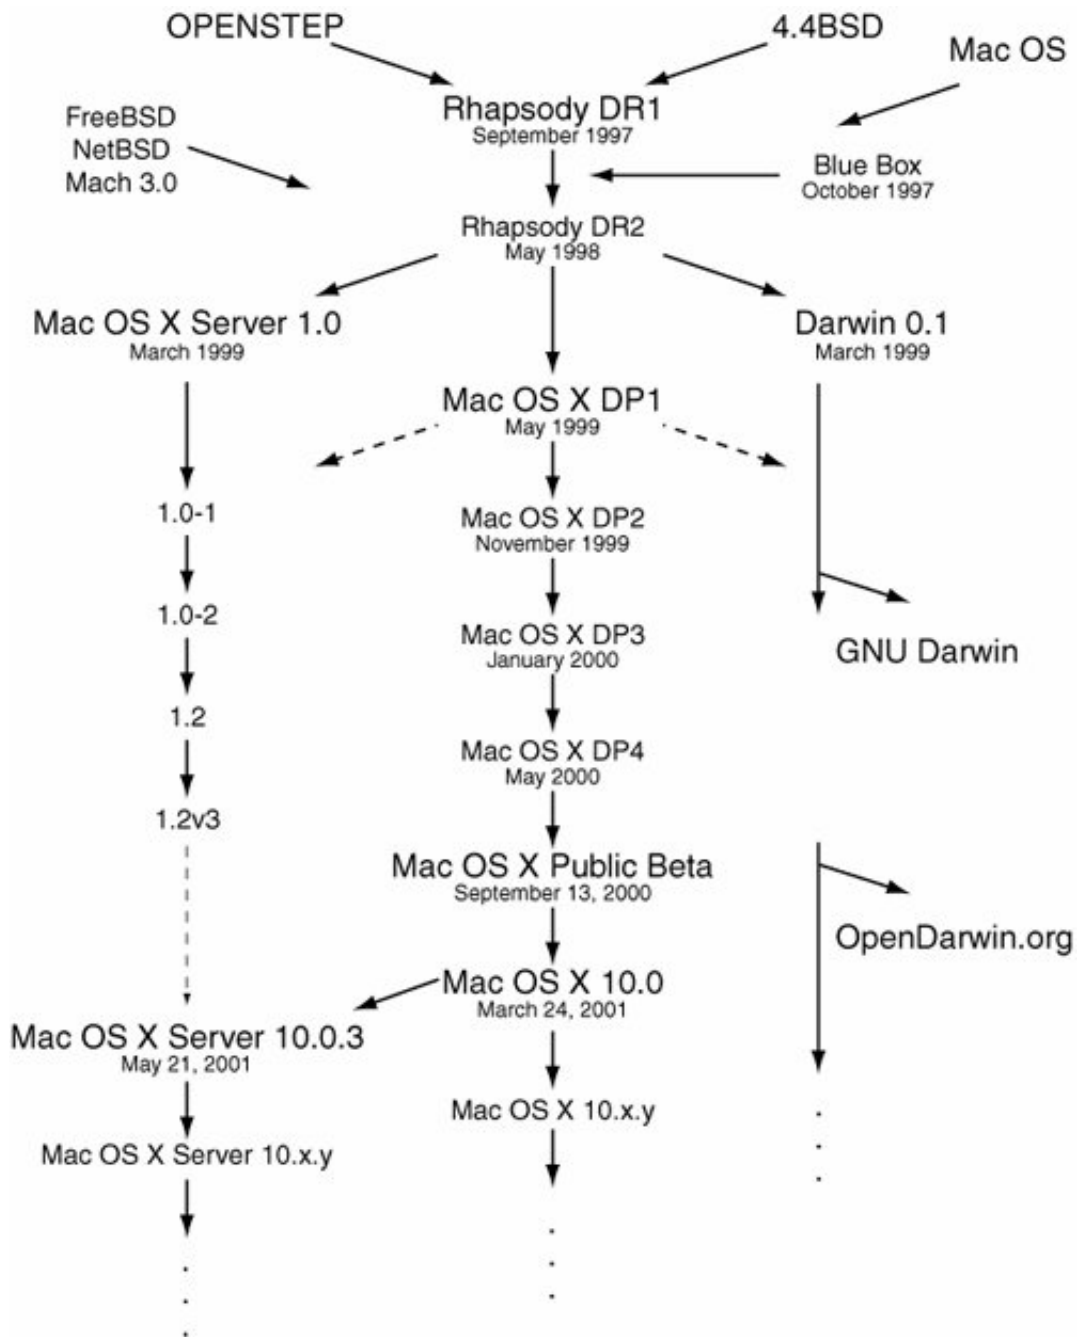 OPENSTEP
4.4BSD
Mac OS
Rhapsody DR1
September 1997
FreeBSD
NetBSD
Mach 3.0
Blue Box
October 1997
Rhapsody DR2
May 1998
Mac OS X Server 1.0
March 1999
Darwin 0.1
March 1999
Mac OS X DP1
May 1999
1.0-1
Mac OS X DP2
November 1999
1.0-2
Mac OS X DP3
January 2000
GNU Darwin
1.2
Mac OS X DP4
May 2000
1.2v3
Mac OS X Public Beta
September 13, 2000
OpenDarwin.org
Mac OS X 10.0
March 24, 2001
Mac OS X Server 10.0.3
May 21, 2001
Mac OS X 10.x.y
Mac OS X Server 10.x.y